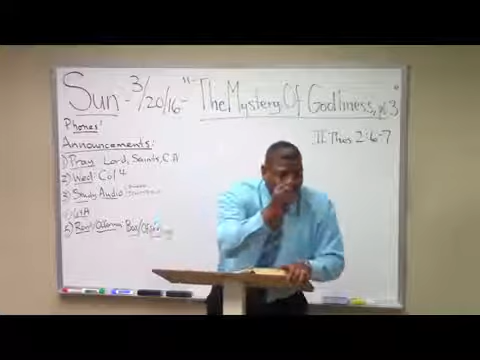 Sun - 3/20/16 - "The Mystery Of Godliness, pt 3"
Phones!
II Thes 2:6-7
Announcements:
1) Pray Lord, Saints, C.A
2) Wed: Col 4
3) Study Audio
4) Q&A
5) Rent: Offering Box/